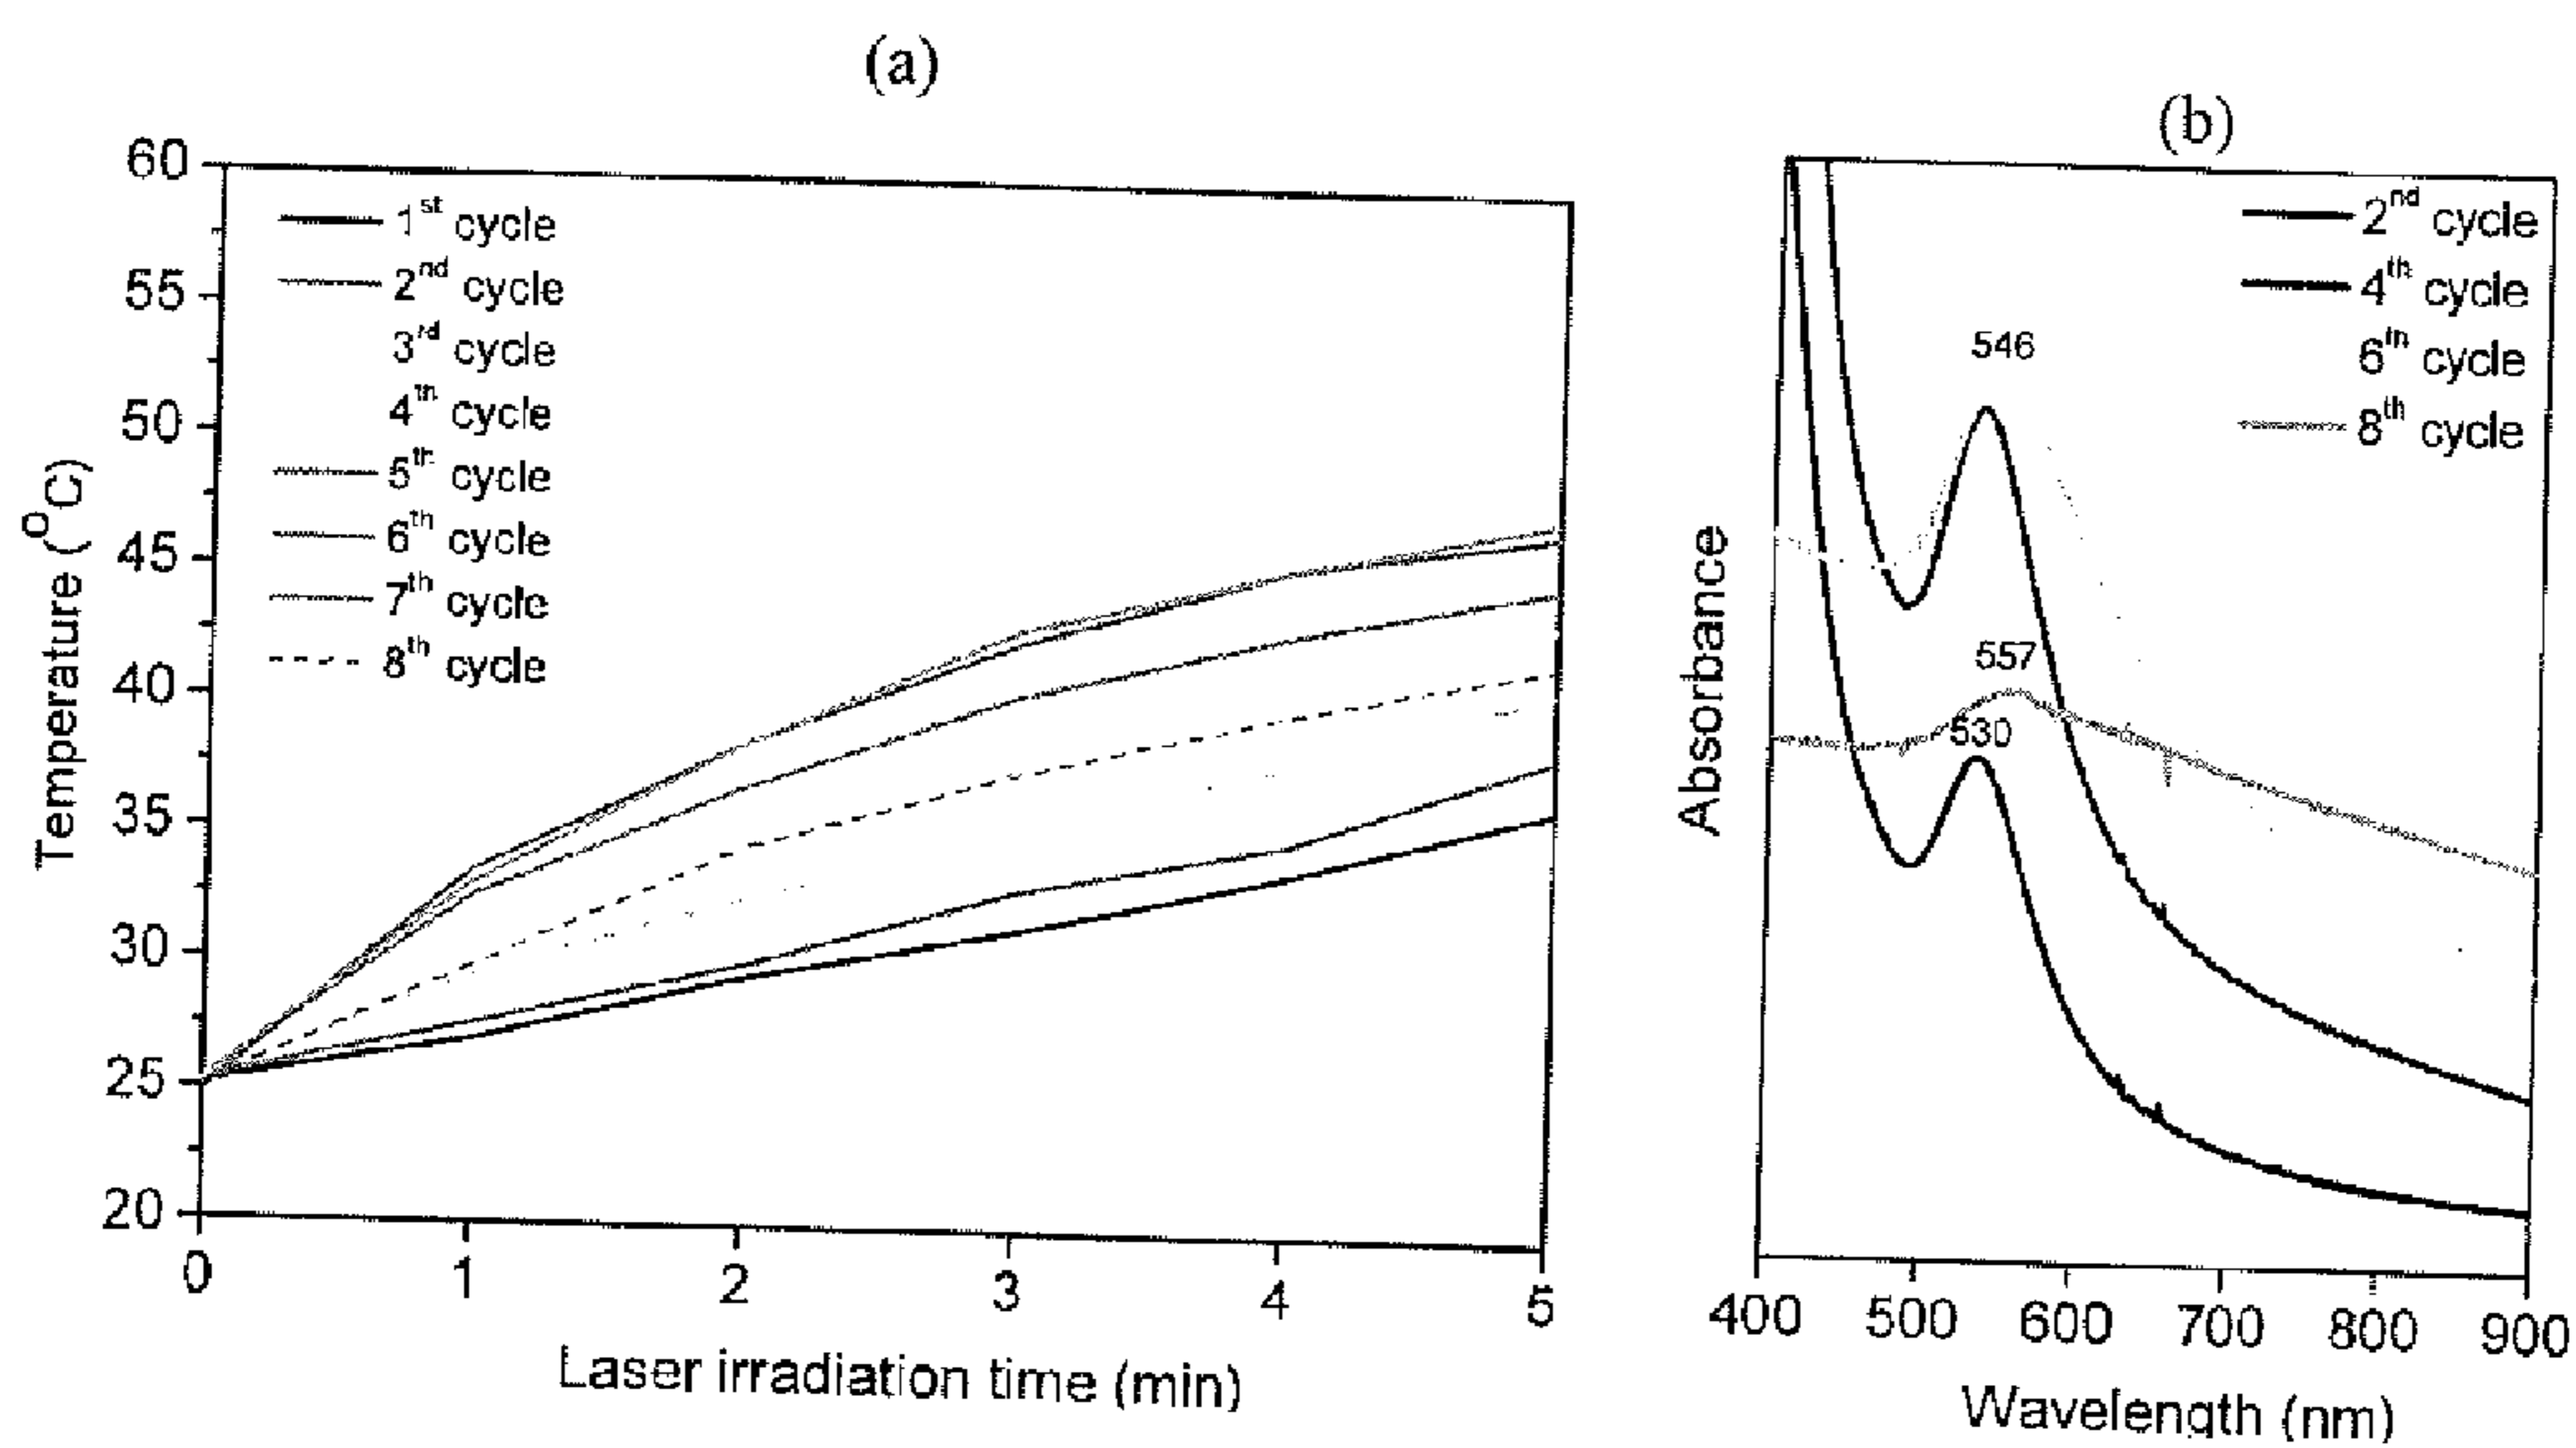 (a)
60
55
50
45
40
35
30
25
20
Temperature (°C)
1st cycle
2nd cycle
3rd cycle
4th cycle
5th cycle
6th cycle
7th cycle
8th cycle
0 1 2 3 4 5
Laser irradiation time (min)
(b)
Absorbance
2nd cycle
4th cycle
6th cycle
8th cycle
546
557
530
400 500 600 700 800 900
Wavelength (nm)